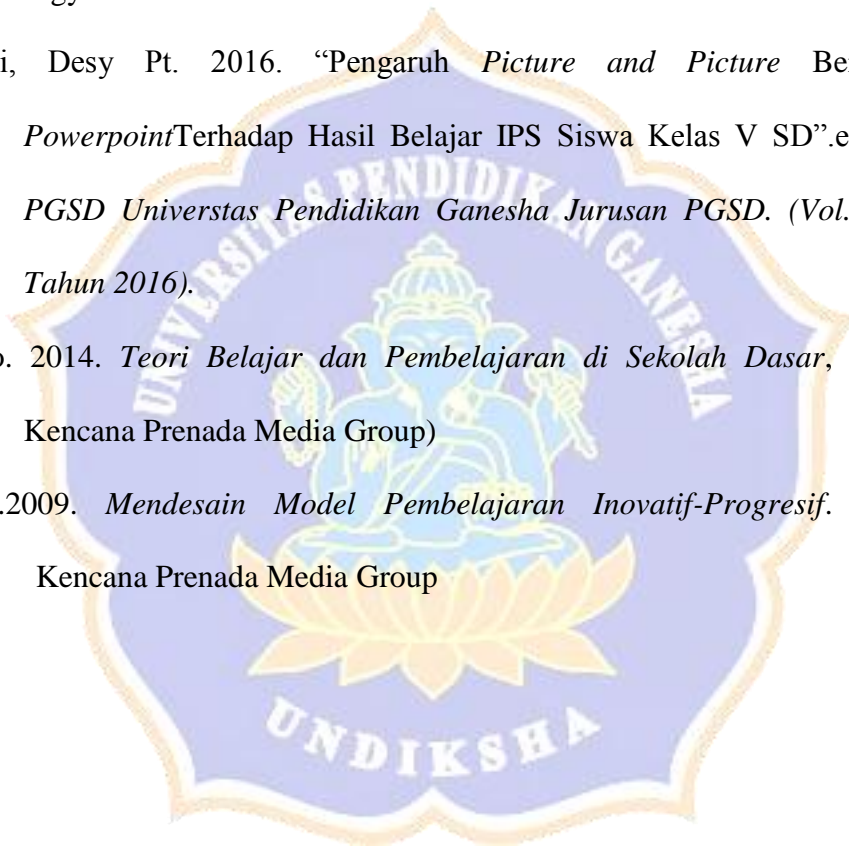 i, Desy Pt. 2016. “Pengaruh Picture and Picture Be
PowerpointTerhadap Hasil Belajar IPS Siswa Kelas V SD”.e
PGSD Universtas Pendidikan Ganesha Jurusan PGSD. (Vol.
Tahun 2016).
o. 2014. Teori Belajar dan Pembelajaran di Sekolah Dasar,
Kencana Prenada Media Group)
.2009. Mendesain Model Pembelajaran Inovatif-Progresif.
Kencana Prenada Media Group
UNIVERSITAS PENDIDIKAN GANESHA
UNDIKSHA